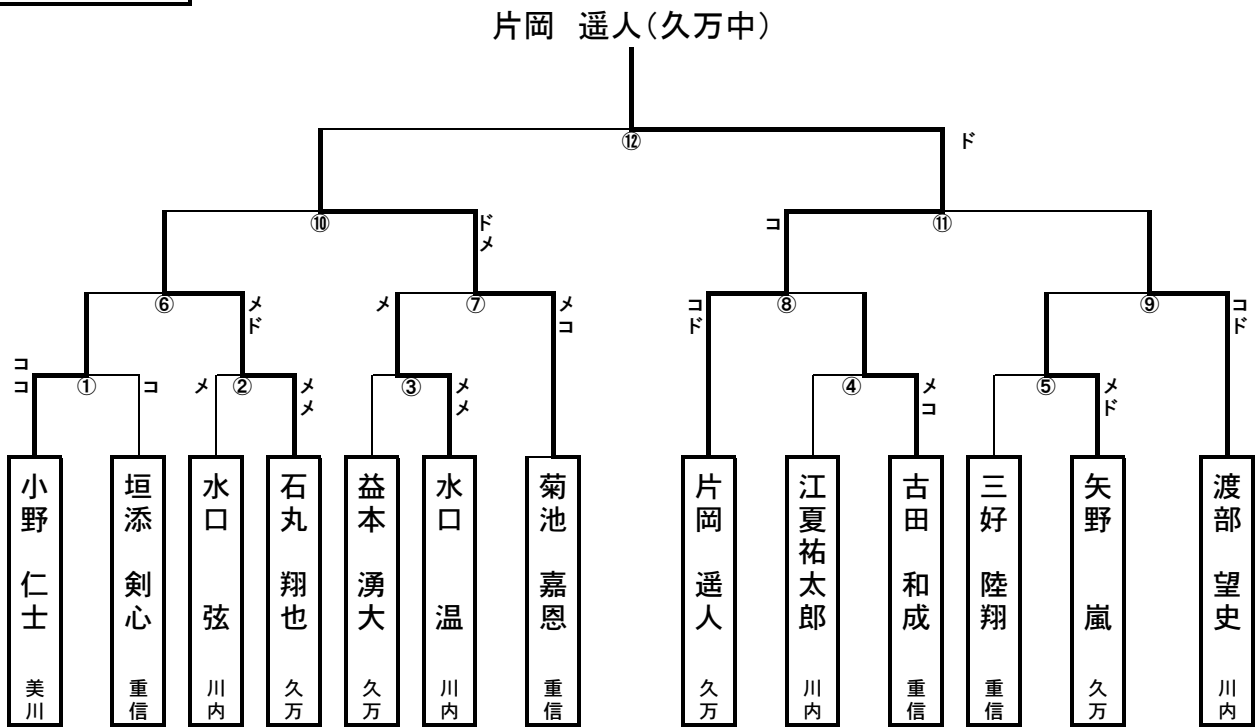 片岡　遥人(久万中)
⑫
ド
⑩
ド
メ
コ
⑪
⑥
メ
ド
メ
⑦
メ
コ
コ
ド
⑧
⑨
コ
ド
コ
コ
①
コ
メ
②
メ
メ
③
メ
メ
④
メ
コ
⑤
メ
ド
小野　仁士　美川
垣添　剣心　重信
水口　弦　川内
石丸　翔也　久万
益本　湧大　久万
水口　温　川内
菊池　嘉恩　重信
片岡　遥人　久万
江夏祐太郎　川内
古田　和成　重信
三好　陸翔　重信
矢野　嵐　久万
渡部　望史　川内